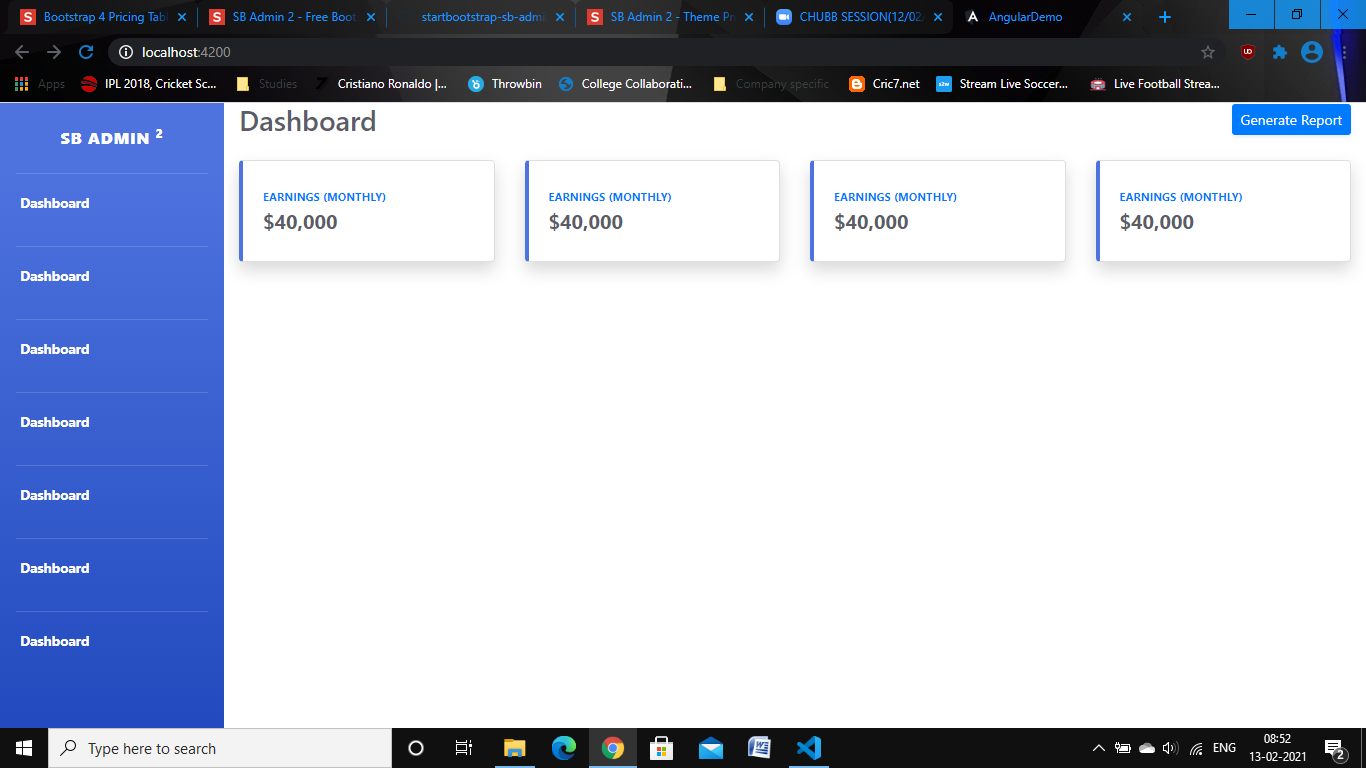 Bootstrap 4 Pricing Tabl
SB Admin 2 - Free Boot
startbootstrap-sb-admi
SB Admin 2 - Theme Pr
CHUBB SESSION(12/02
AngularDemo
localhost:4200
Apps
IPL 2018, Cricket Sc...
Studies
Cristiano Ronaldo |...
Throwbin
College Collaborati...
Company specific
Cric7.net
Stream Live Soccer...
Live Football Strea...
SB ADMIN 2
Dashboard
Dashboard
Dashboard
Dashboard
Dashboard
Dashboard
Dashboard
Dashboard
Generate Report
EARNINGS (MONTHLY)
$40,000
EARNINGS (MONTHLY)
$40,000
EARNINGS (MONTHLY)
$40,000
EARNINGS (MONTHLY)
$40,000
Type here to search
ENG
08:52
13-02-2021
2